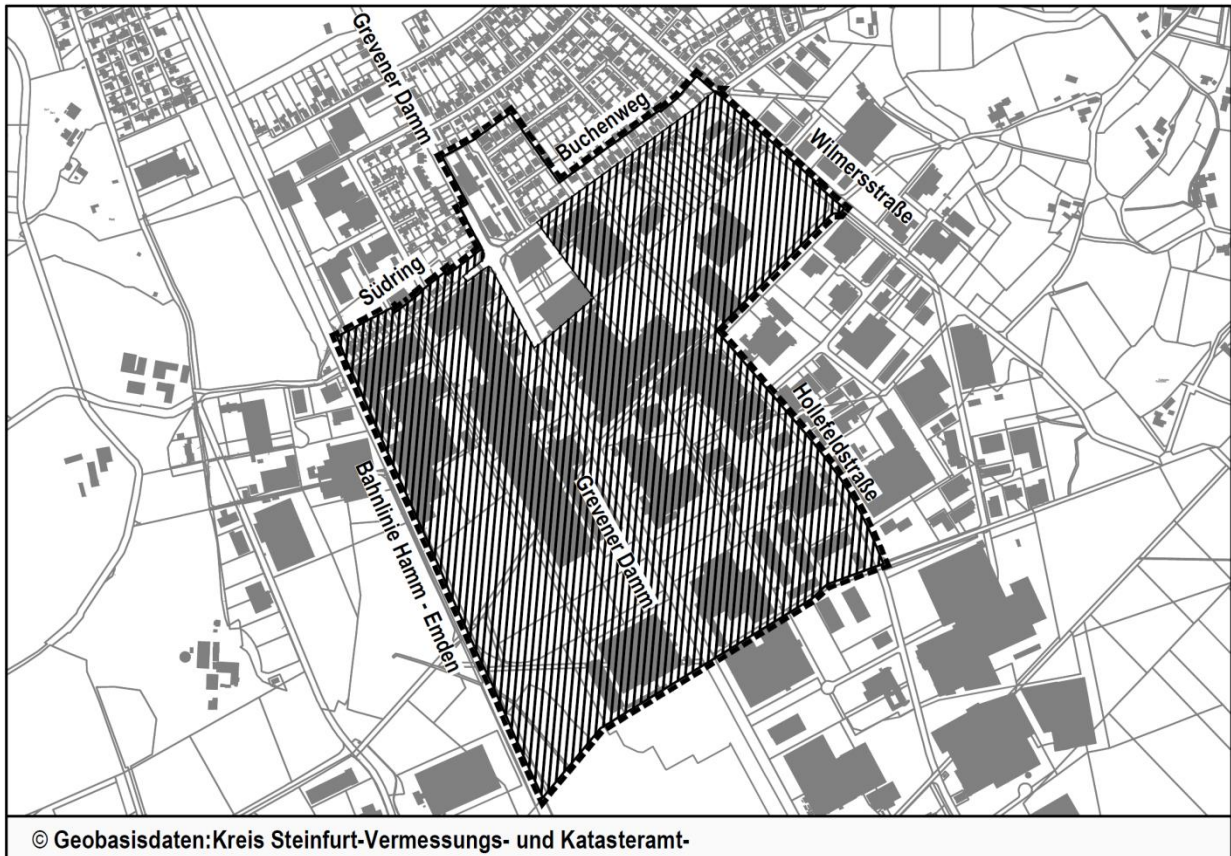 Grevener Damm
Buchenweg
Wilmersstraße
Südring
Hollefeldstraße
Grevener Damm
Bahnlinie Hamm - Emden
© Geobasisdaten:Kreis Steinfurt-Vermessungs- und Katasteramt-